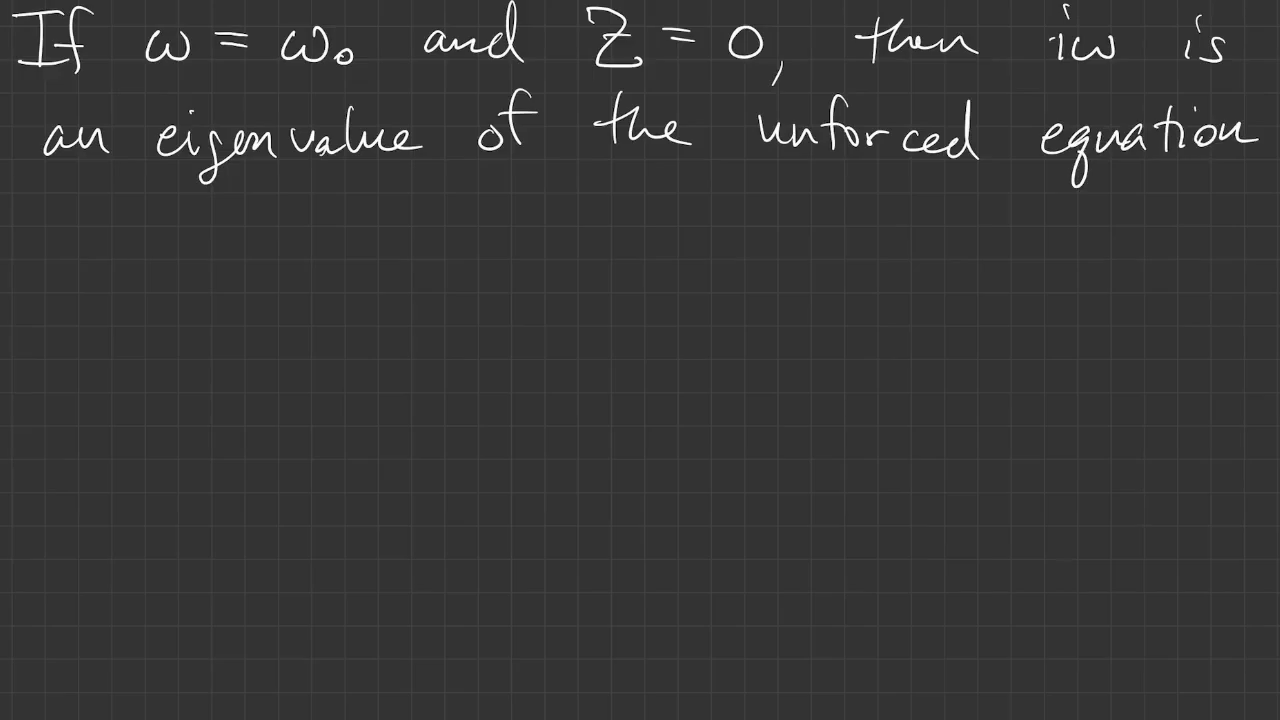 If ω = ω₀ and Z = 0, then iω is
an eigenvalue of the unforced equation